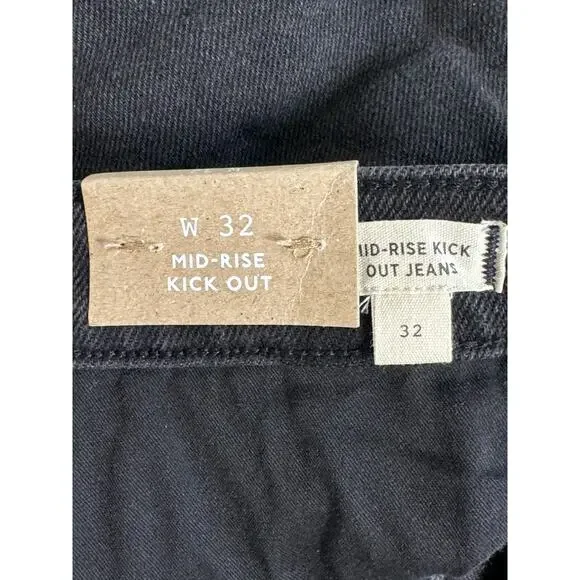 W 32
MID-RISE
KICK OUT
MID-RISE KICK
OUT JEANS
32